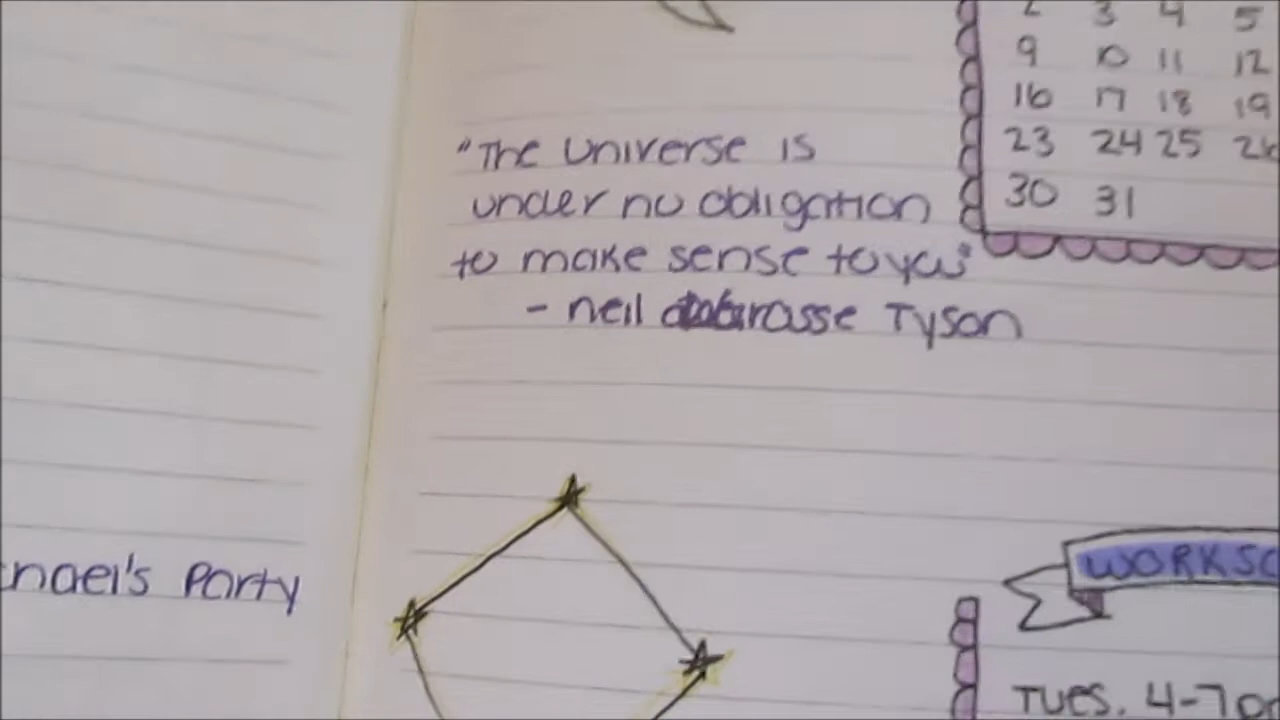 "The Universe is
under no obligation
to make sense to you"
- neil Tyson
Party
3 4 5
9 10 11 12
16 17 18 19
23 24 25
30 31
TUES. 4-7